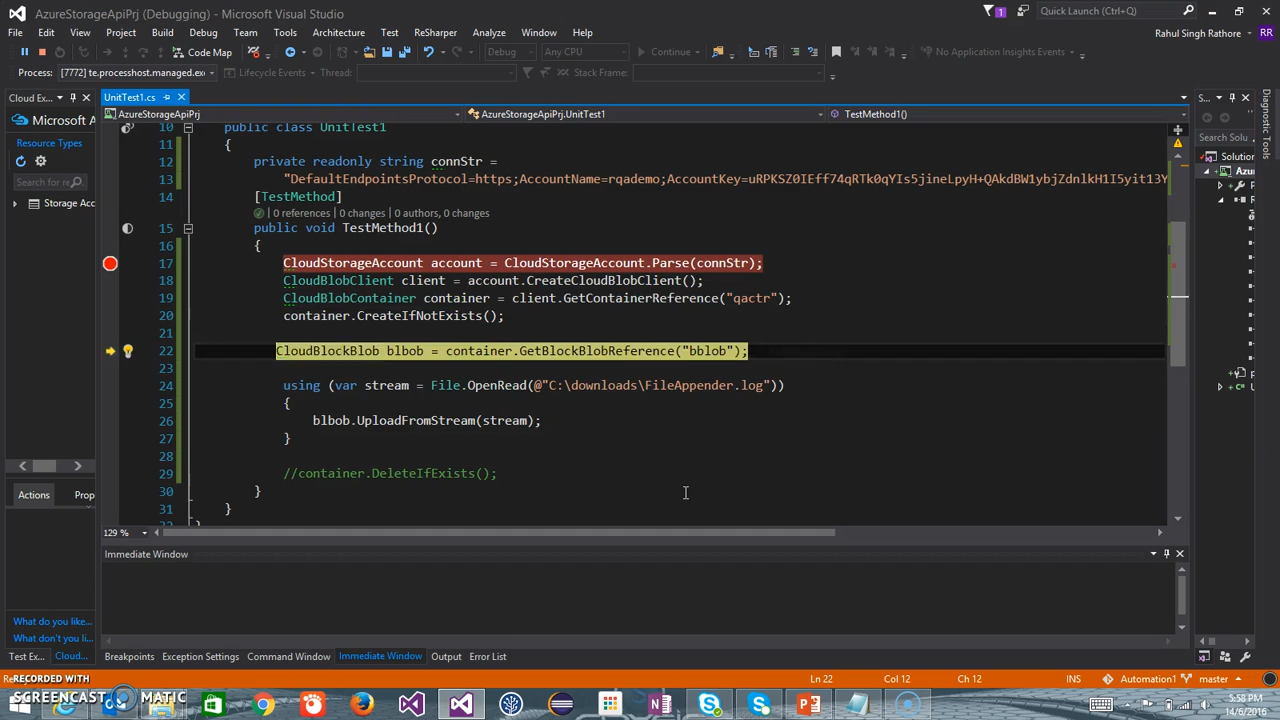 AzureStorageApiPrj (Debugging) - Microsoft Visual Studio
1
Quick Launch (Ctrl+Q)
File Edit View Project Build Debug Team Tools Architecture Test ReSharper Analyze Window Help
Rahul Singh Rathore RR
Code Map Debug Any CPU Continue No Application Insights Events
Process: [7772] te.processhost.managed.exe Lifecycle Events Thread: Stack Frame:
Cloud Ex...
UnitTest1.cs
S...
Diagnostic Tools
Microsoft A
AzureStorageApiPrj AzureStorageApiPrj.UnitTest1 TestMethod1()
Resource Types
Search for re
Storage Acc
Search Solu
Solution
Azur
10 public class UnitTest1
11 {
12 private readonly string connStr =
13 "DefaultEndpointsProtocol=https;AccountName=rqademo;AccountKey=uRPKSZ0IEff74qRTk0qYIs5jineLpyH+QAkdBW1ybjZdnlkH1I5yit13Y
14 [TestMethod]
0 references | 0 changes | 0 authors, 0 changes
15 public void TestMethod1()
16 {
17 CloudStorageAccount account = CloudStorageAccount.Parse(connStr);
18 CloudBlobClient client = account.CreateCloudBlobClient();
19 CloudBlobContainer container = client.GetContainerReference("qactr");
20 container.CreateIfNotExists();
21
22 CloudBlockBlob blbob = container.GetBlockBlobReference("bblob");
23
24 using (var stream = File.OpenRead(@"C:\downloads\FileAppender.log"))
25 {
26 blbob.UploadFromStream(stream);
27 }
28
29 //container.DeleteIfExists();
30 }
31 }
32 }
129 %
Actions Prop
Immediate Window
What do you like...
What don't you li...
Test Ex... Cloud...
Breakpoints Exception Settings Command Window Immediate Window Output Error List
Ln 22 Col 12 Ch 12 INS Automation1 master
RECORDED WITH
SCREENCAST MATIC
5:58 PM
14/6/2016